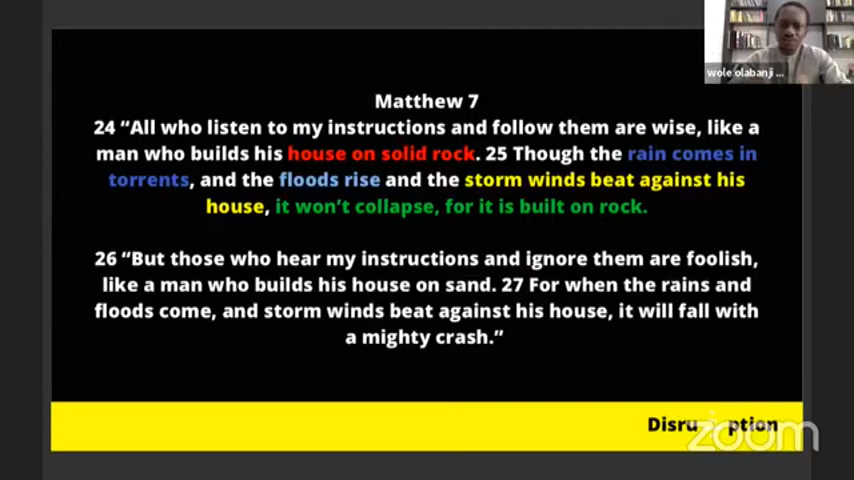 wole olabanji ...
Matthew 7
24 “All who listen to my instructions and follow them are wise, like a
man who builds his house on solid rock. 25 Though the rain comes in
torrents, and the floods rise and the storm winds beat against his
house, it won’t collapse, for it is built on rock.
26 “But those who hear my instructions and ignore them are foolish,
like a man who builds his house on sand. 27 For when the rains and
floods come, and storm winds beat against his house, it will fall with
a mighty crash.”
Disru ption
zoom